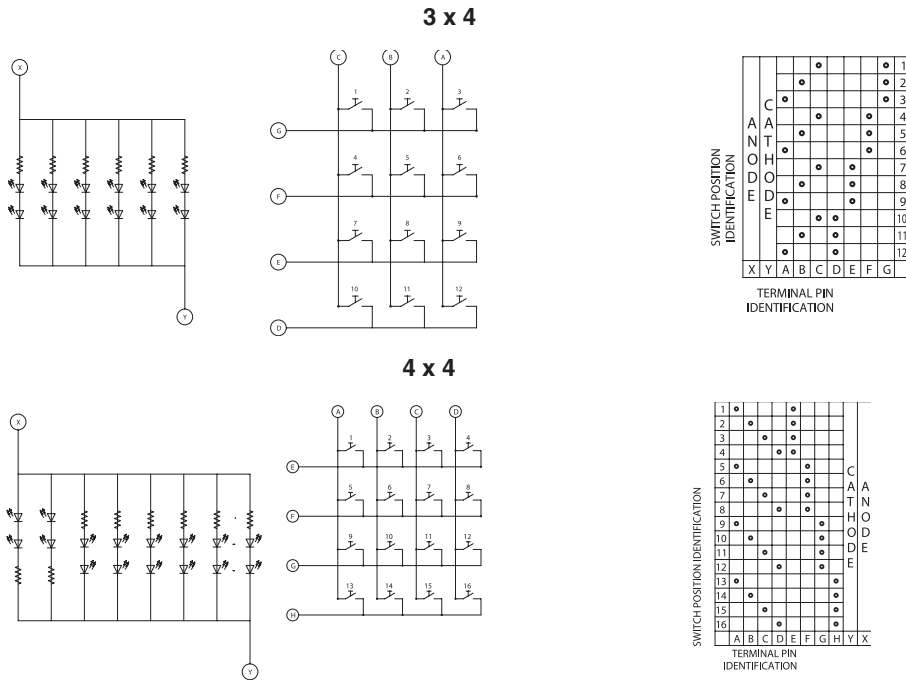 3 x 4
X
Y
C B A
1 2 3
G
4 5 6
F
7 8 9
E
10 11 12
D
SWITCH POSITION
IDENTIFICATION
ANODE
CATHODE
1
2
3
4
5
6
7
8
9
10
11
12
X Y A B C D E F G
TERMINAL PIN
IDENTIFICATION
4 x 4
X
Y
A B C D
1 2 3 4
E
5 6 7 8
F
9 10 11 12
G
13 14 15 16
H
SWITCH POSITION IDENTIFICATION
1
2
3
4
5
6
7
8
9
10
11
12
13
14
15
16
CATHODE
ANODE
A B C D E F G H Y X
TERMINAL PIN
IDENTIFICATION